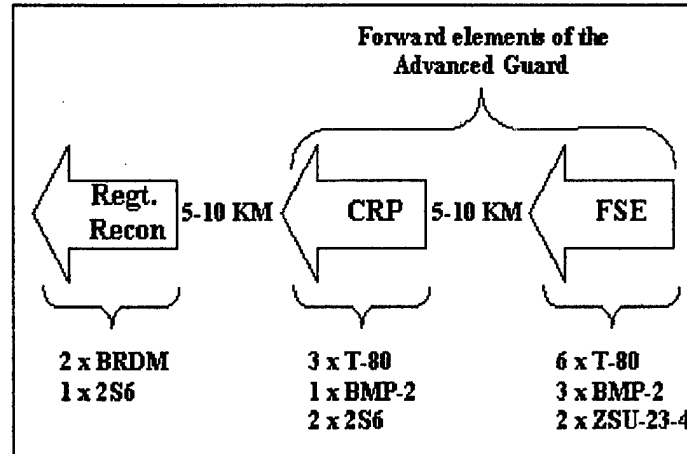 Forward elements of the
Advanced Guard
Regt.
Recon
5-10 KM
CRP
5-10 KM
FSE
2 x BRDM
1 x 2S6
3 x T-80
1 x BMP-2
2 x 2S6
6 x T-80
3 x BMP-2
2 x ZSU-23-4